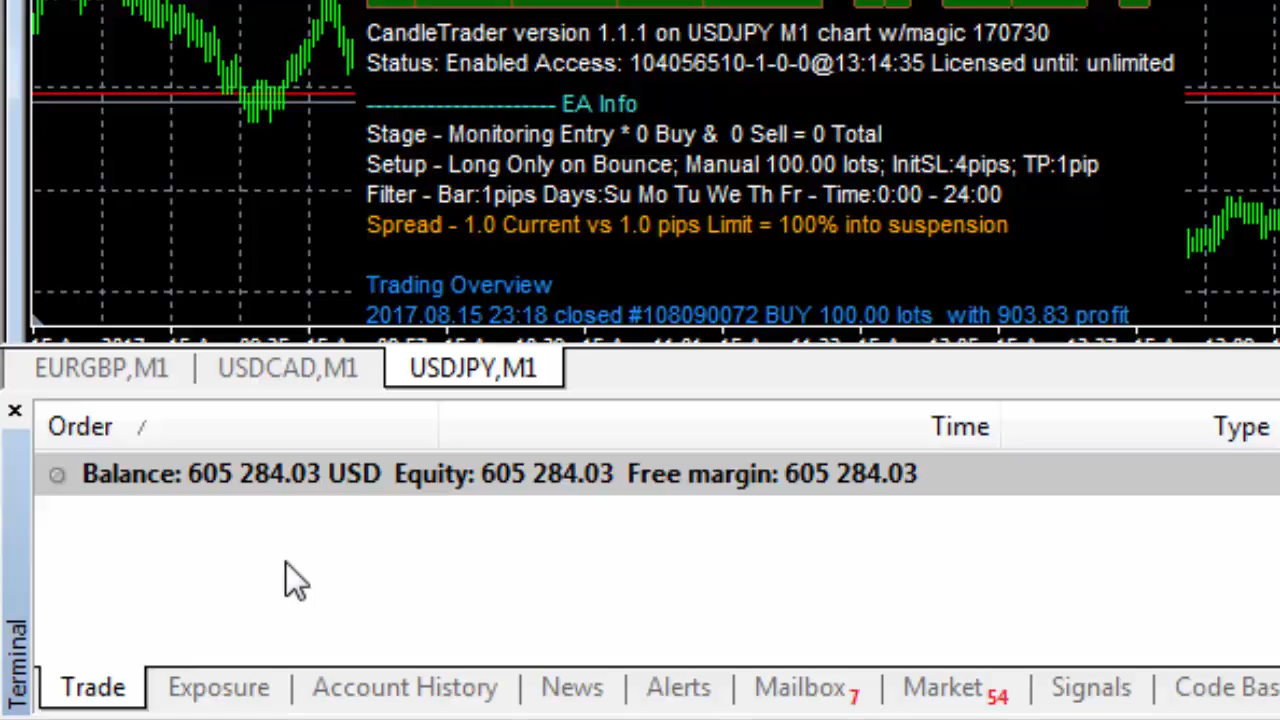 CandleTrader version 1.1.1 on USDJPY M1 chart w/magic 170730
Status: Enabled Access: 104056510-1-0-0@13:14:35 Licensed until: unlimited
---------------------- EA Info
Stage - Monitoring Entry * 0 Buy &  0 Sell = 0 Total
Setup - Long Only on Bounce; Manual 100.00 lots; InitSL:4pips; TP:1pip
Filter - Bar:1pips Days:Su Mo Tu We Th Fr - Time:0:00 - 24:00
Spread - 1.0 Current vs 1.0 pips Limit = 100% into suspension
Trading Overview
2017.08.15 23:18 closed #108090072 BUY 100.00 lots  with 903.83 profit
EURGBP,M1 | USDCAD,M1 USDJPY,M1
Order / Time Type
Balance: 605 284.03 USD  Equity: 605 284.03  Free margin: 605 284.03
Terminal
Trade Exposure | Account History | News | Alerts | Mailbox 7 | Market 54 | Signals | Code Bas